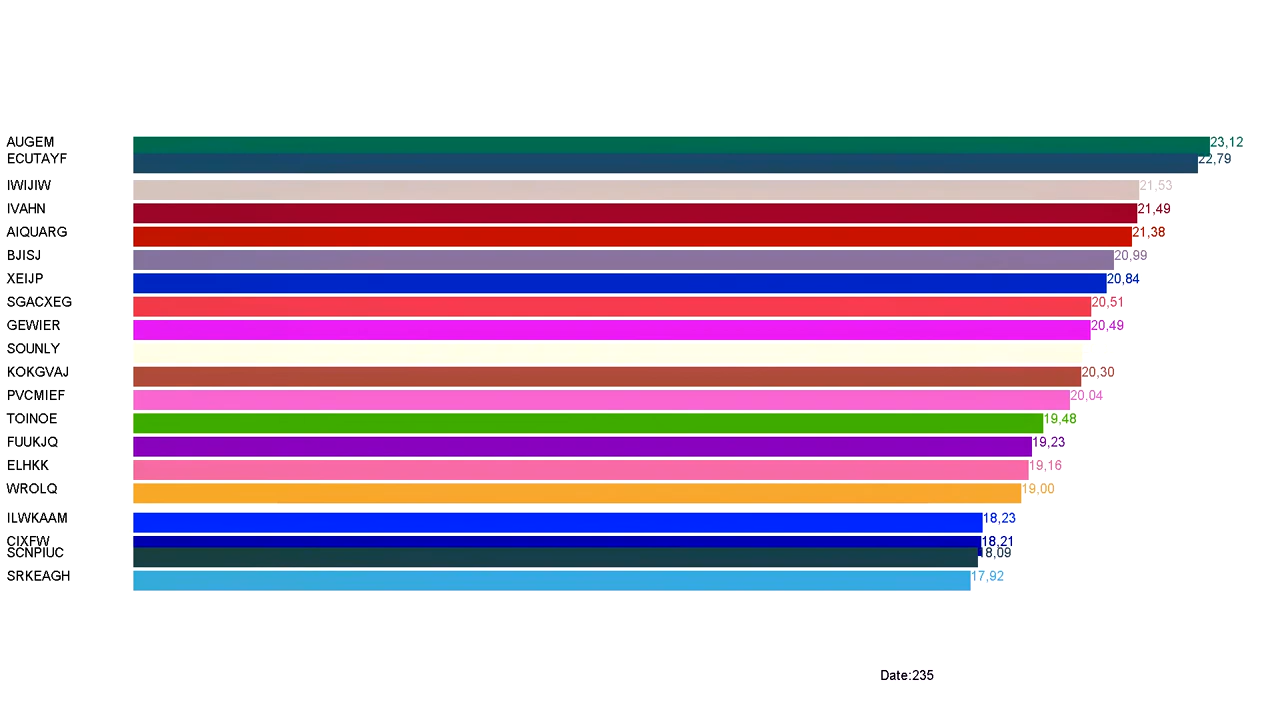 AUGEM 23,12
ECUTAYF 22,79
IWIJIW 21,53
IVAHN 21,49
AIQUARG 21,38
BJISJ 20,99
XEIJP 20,84
SGACXEG 20,51
GEWIER 20,49
SOUNLY
KOKGVAJ 20,30
PVCMIEF 20,04
TOINOE 19,48
FUUKJQ 19,23
ELHKK 19,16
WROLQ 19,00
ILWKAAM 18,23
CIXFW 18,21
SCNPIUC 18,09
SRKEAGH 17,92
Date:235